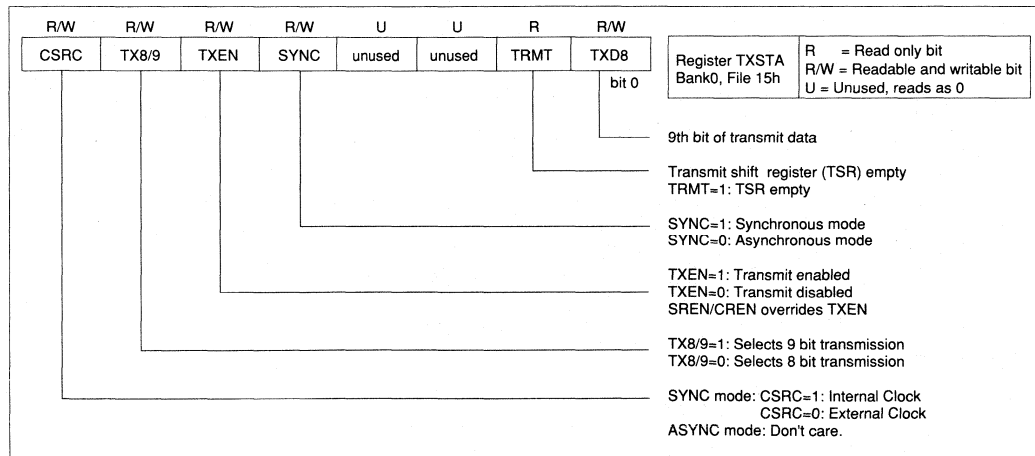 R/W R/W R/W R/W U U R R/W
CSRC TX8/9 TXEN SYNC unused unused TRMT TXD8
bit 0
Register TXSTA
Bank0, File 15h
R = Read only bit
R/W = Readable and writable bit
U = Unused, reads as 0
9th bit of transmit data
Transmit shift register (TSR) empty
TRMT=1: TSR empty
SYNC=1: Synchronous mode
SYNC=0: Asynchronous mode
TXEN=1: Transmit enabled
TXEN=0: Transmit disabled
SREN/CREN overrides TXEN
TX8/9=1: Selects 9 bit transmission
TX8/9=0: Selects 8 bit transmission
SYNC mode: CSRC=1: Internal Clock
CSRC=0: External Clock
ASYNC mode: Don't care.